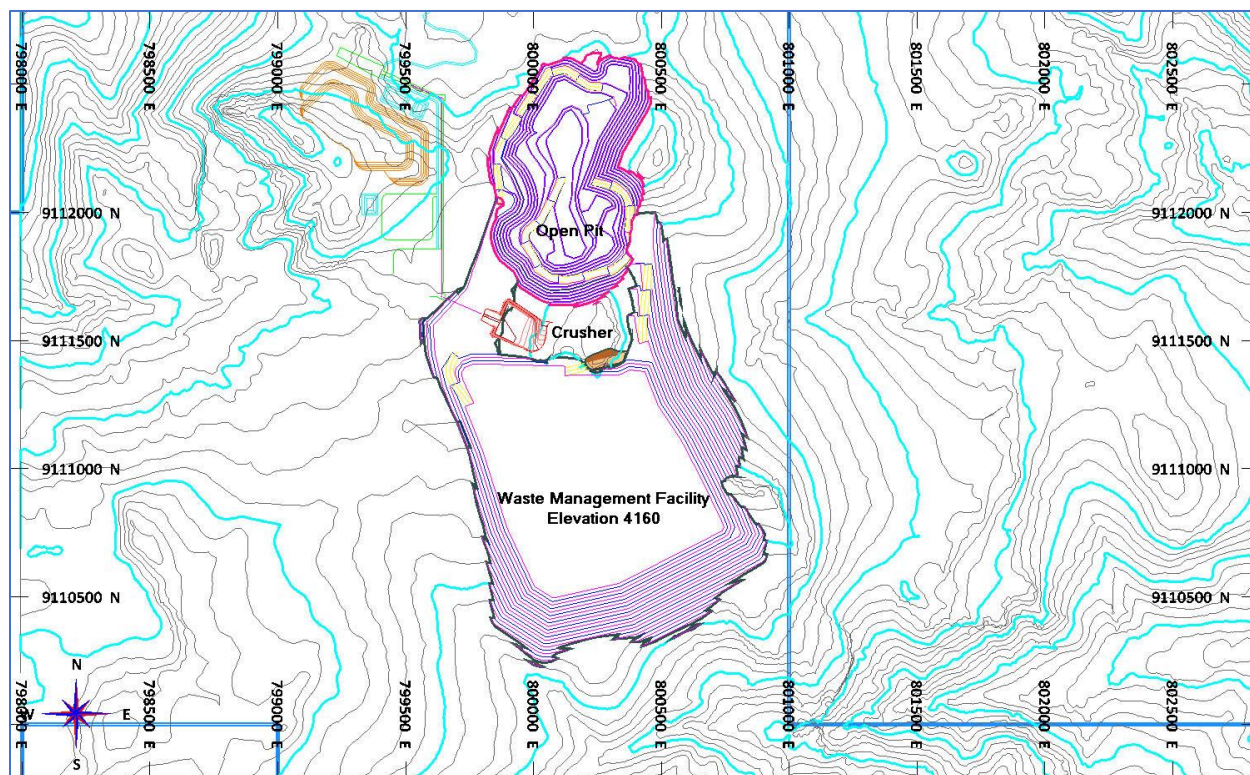 798000 E
798500 E
799000 E
799500 E
800000 E
800500 E
801000 E
801500 E
802000 E
802500 E
9112000 N
Open Pit
9112000 N
9111500 N
Crusher
9111500 N
9111000 N
9111000 N
Waste Management Facility
Elevation 4160
9110500 N
9110500 N
N
W E
S
798000 E
798500 E
799000 E
799500 E
800000 E
800500 E
801000 E
801500 E
802000 E
802500 E